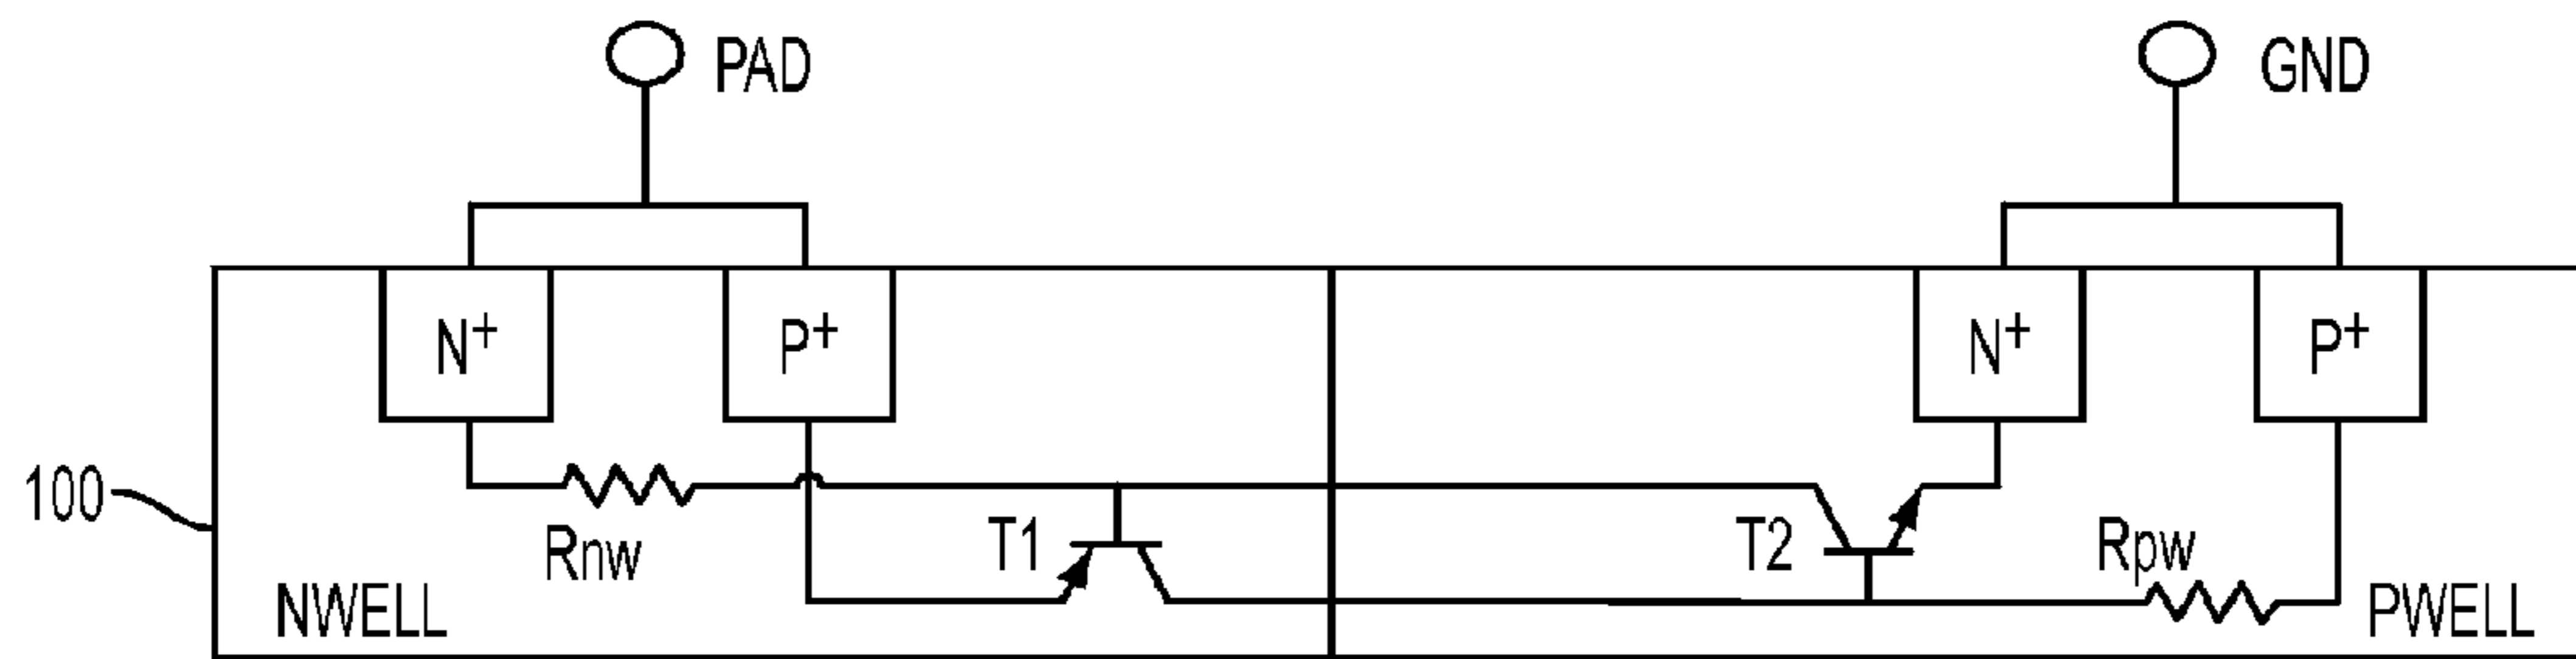 PAD
GND
N+
P+
N+
P+
100
Rnw
T1
T2
Rpw
NWELL
PWELL